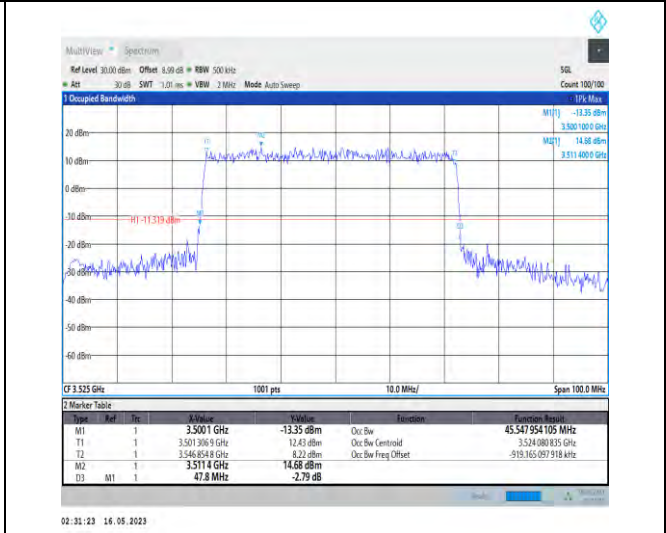 MultiView Spectrum
Ref Level 30.00 dBm Offset 8.99 dB RBW 500 kHz SGL
Att 30 dB SWT 1.01 ms VBW 2 MHz Mode Auto Sweep Count 100/100
1 Occupied Bandwidth 1Pk Max
M1[1] -13.35 dBm
3.500 100 0 GHz
M2[1] 14.68 dBm
3.511 400 0 GHz
20 dBm
T1 M2 T2
10 dBm
0 dBm
-10 dBm
H1 -11.319 dBm
M1
D3
-20 dBm
-30 dBm
-40 dBm
-50 dBm
-60 dBm
CF 3.525 GHz 1001 pts 10.0 MHz/ Span 100.0 MHz
2 Marker Table
Type Ref Trc X-Value Y-Value Function Function Result
M1 1 3.5001 GHz -13.35 dBm Occ Bw 45.547 954 105 MHz
T1 1 3.501 306 9 GHz 12.43 dBm Occ Bw Centroid 3.524 080 835 GHz
T2 1 3.546 854 8 GHz 8.22 dBm Occ Bw Freq Offset -919.165 097 918 kHz
M2 1 3.5114 GHz 14.68 dBm
D3 M1 1 47.8 MHz -2.79 dB
02:31:23 16.05.2023